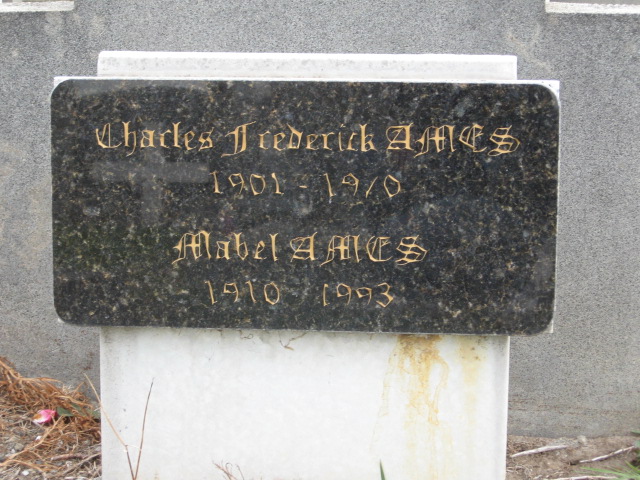 Charles Frederick AMES
1901 - 1970
Mabel AMES
1910 1993